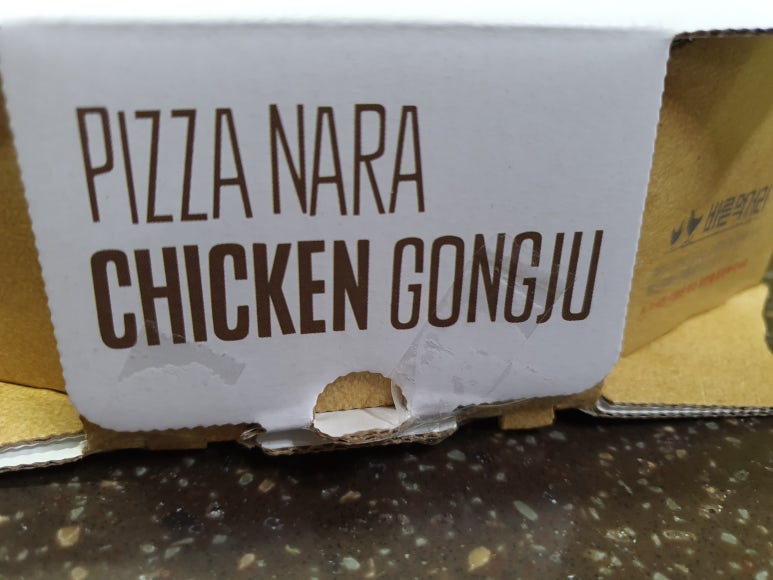 PIZZA NARA
CHICKEN GONGJU
바른먹거리